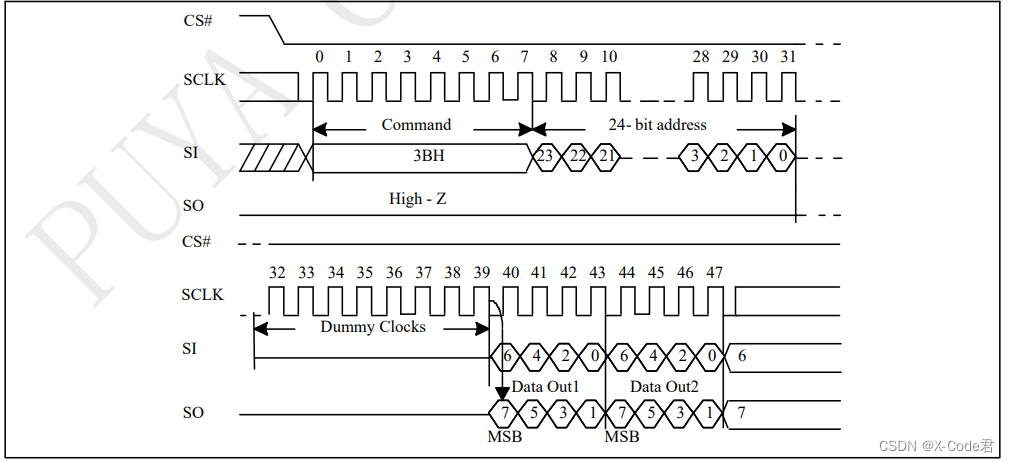 CS#
0 1 2 3 4 5 6 7 8 9 10 28 29 30 31
SCLK
Command 24- bit address
SI 3BH 23 22 21 3 2 1 0
SO High - Z
CS#
32 33 34 35 36 37 38 39 40 41 42 43 44 45 46 47
SCLK
Dummy Clocks
SI 6 4 2 0 6 4 2 0 6
Data Out1 Data Out2
SO 7 5 3 1 7 5 3 1 7
MSB MSB
PUYA C
CSDN @X-Code君